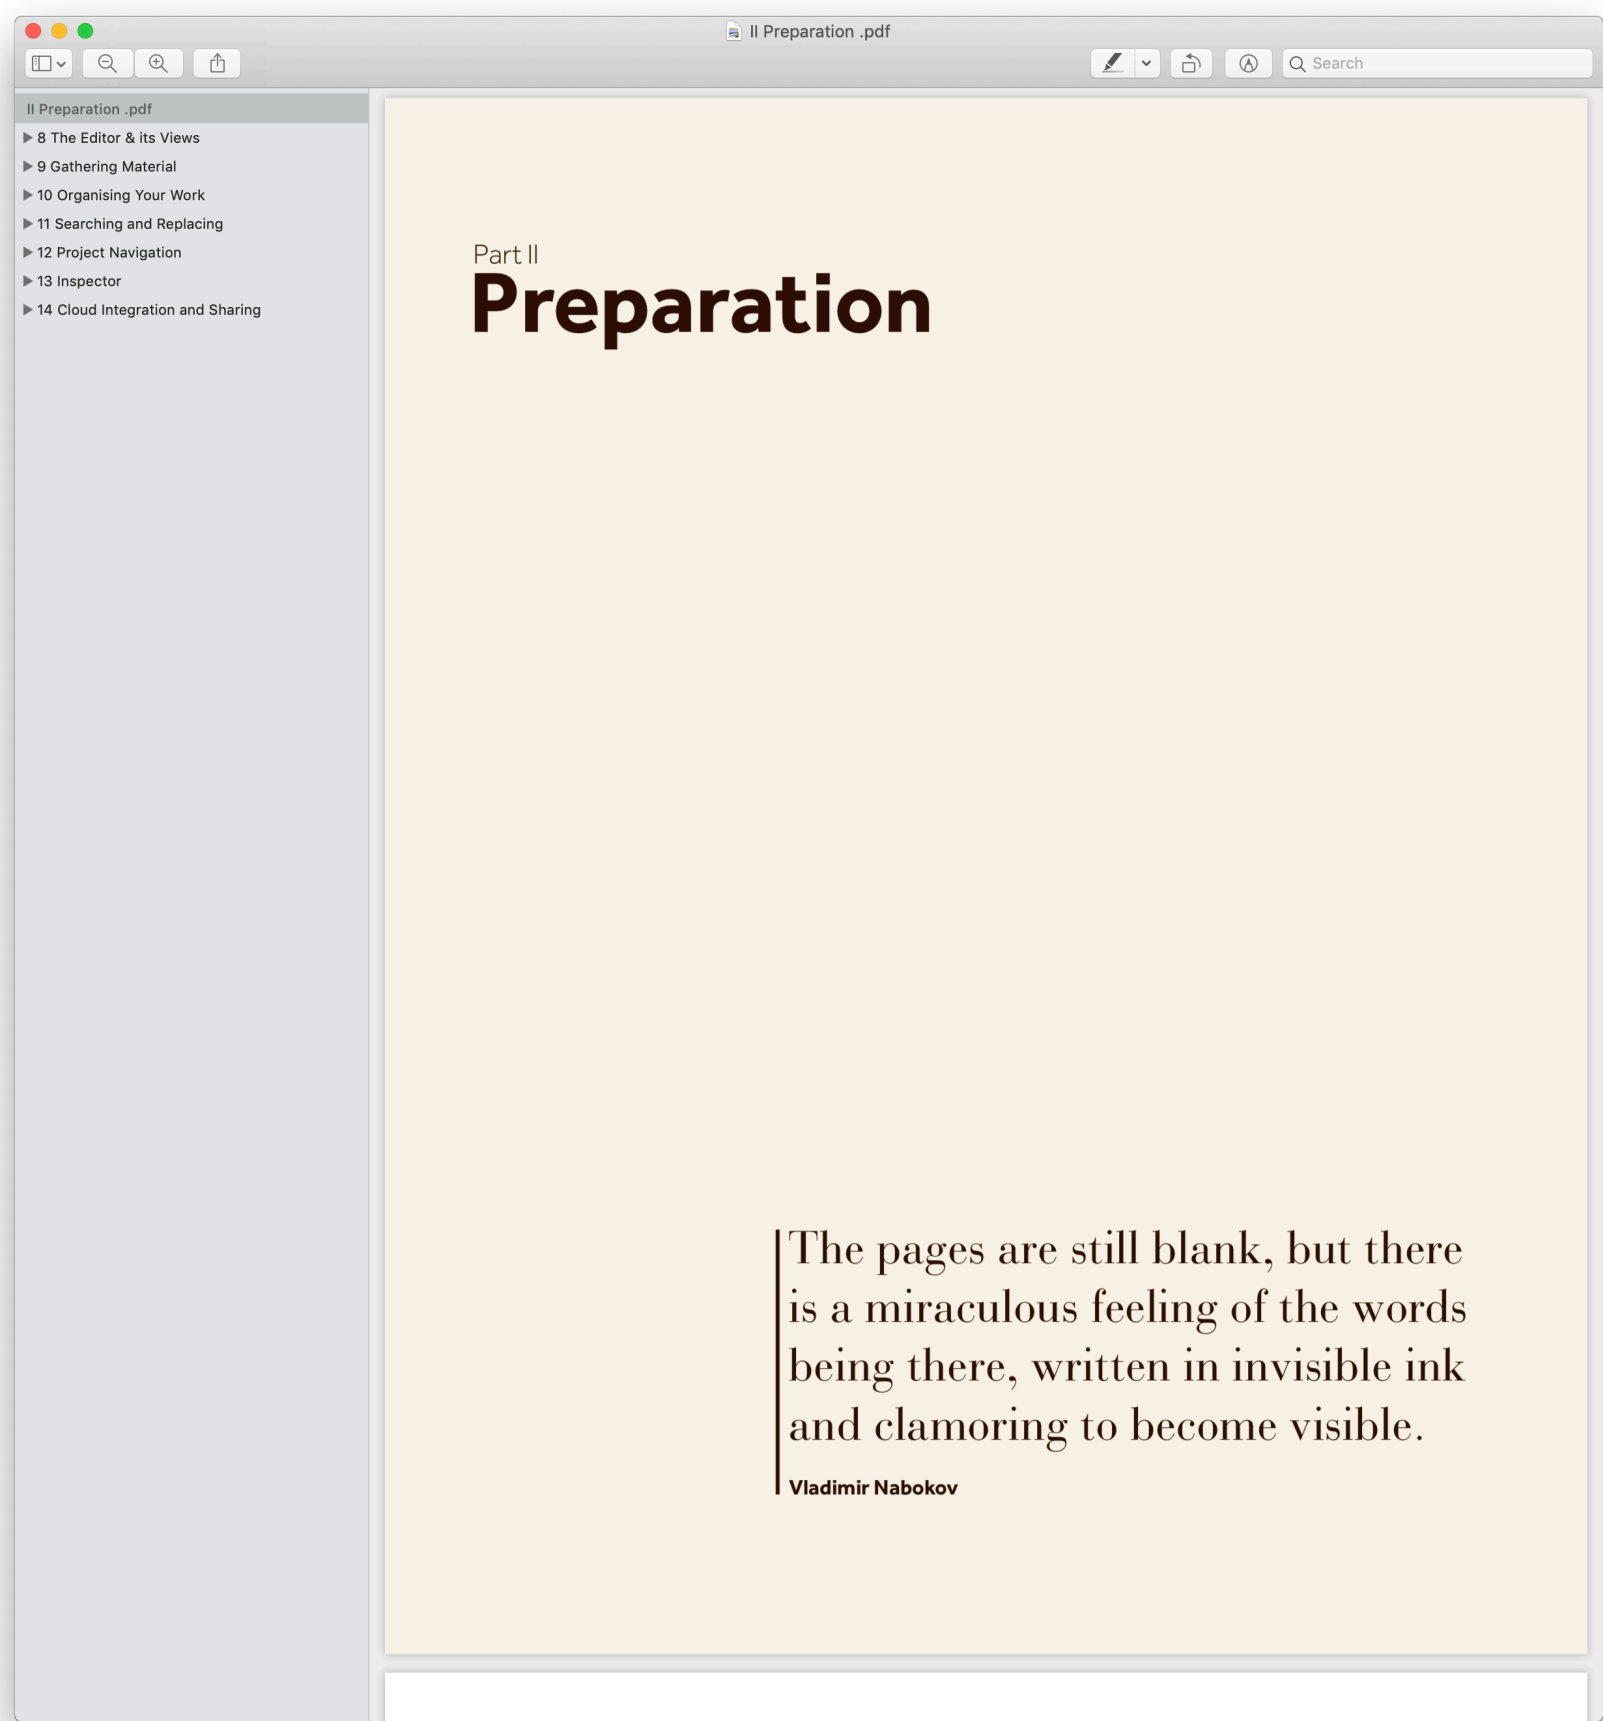 II Preparation .pdf
Search
II Preparation .pdf
8 The Editor & its Views
9 Gathering Material
10 Organising Your Work
11 Searching and Replacing
12 Project Navigation
13 Inspector
14 Cloud Integration and Sharing
Part II
Preparation
The pages are still blank, but there
is a miraculous feeling of the words
being there, written in invisible ink
and clamoring to become visible.
Vladimir Nabokov